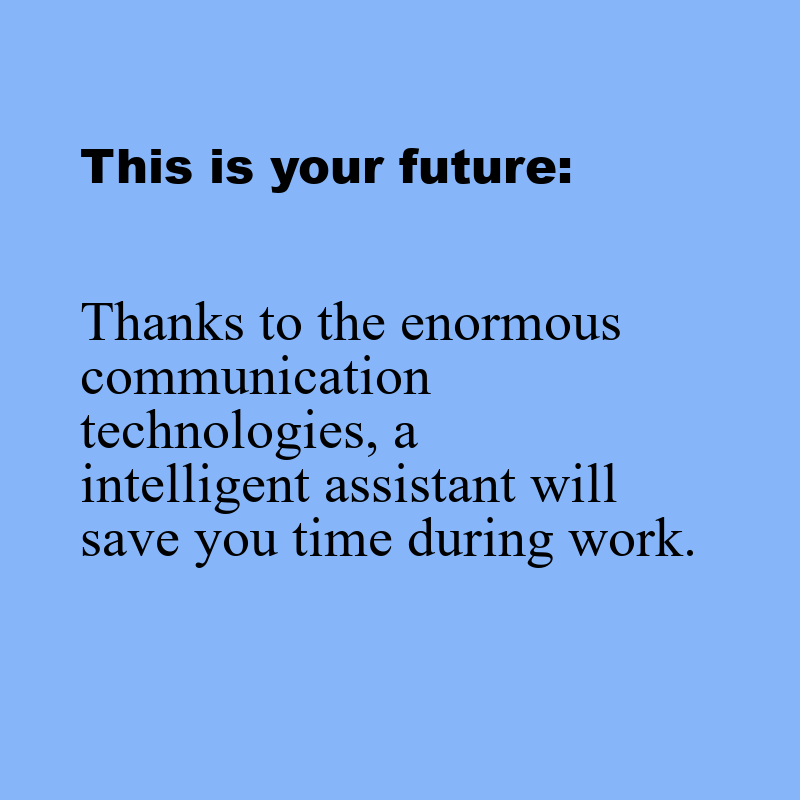 This is your future:
Thanks to the enormous
communication
technologies, a
intelligent assistant will
save you time during work.